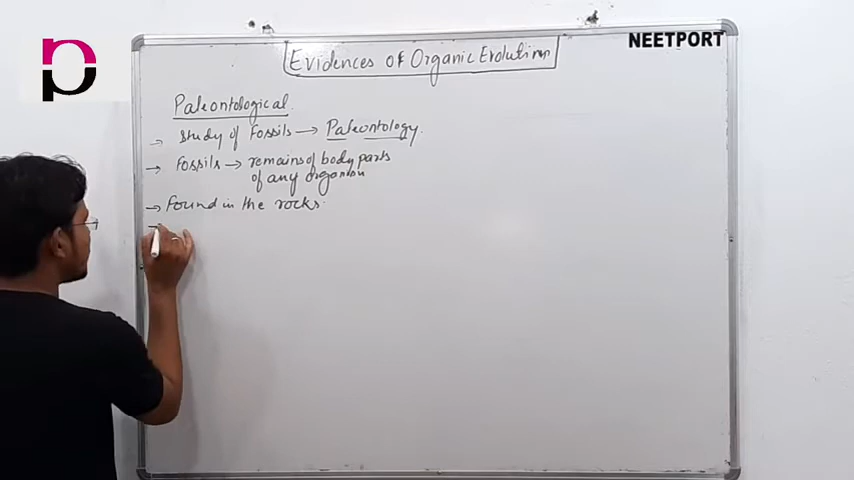 Evidences of Organic Evolution
NEETPORT
Paleontological
→ Study of Fossils → Paleontology.
→ Fossils → remains of body parts
of any organism
→ Found in the rocks.